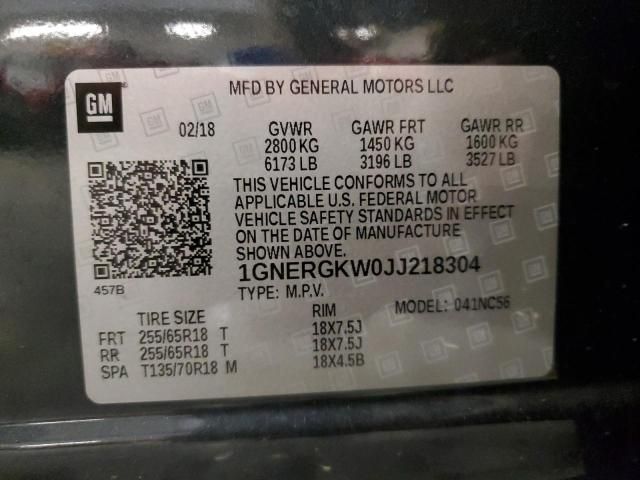 GM
MFD BY GENERAL MOTORS LLC
02/18 GVWR GAWR FRT GAWR RR
2800 KG 1450 KG 1600 KG
6173 LB 3196 LB 3527 LB
THIS VEHICLE CONFORMS TO ALL
APPLICABLE U.S. FEDERAL MOTOR
VEHICLE SAFETY STANDARDS IN EFFECT
ON THE DATE OF MANUFACTURE
SHOWN ABOVE.
457B
1GNERGKW0JJ218304
TYPE: M.P.V. MODEL: 041NC56
TIRE SIZE RIM
FRT 255/65R18 T 18X7.5J
RR 255/65R18 T 18X7.5J
SPA T135/70R18 M 18X4.5B